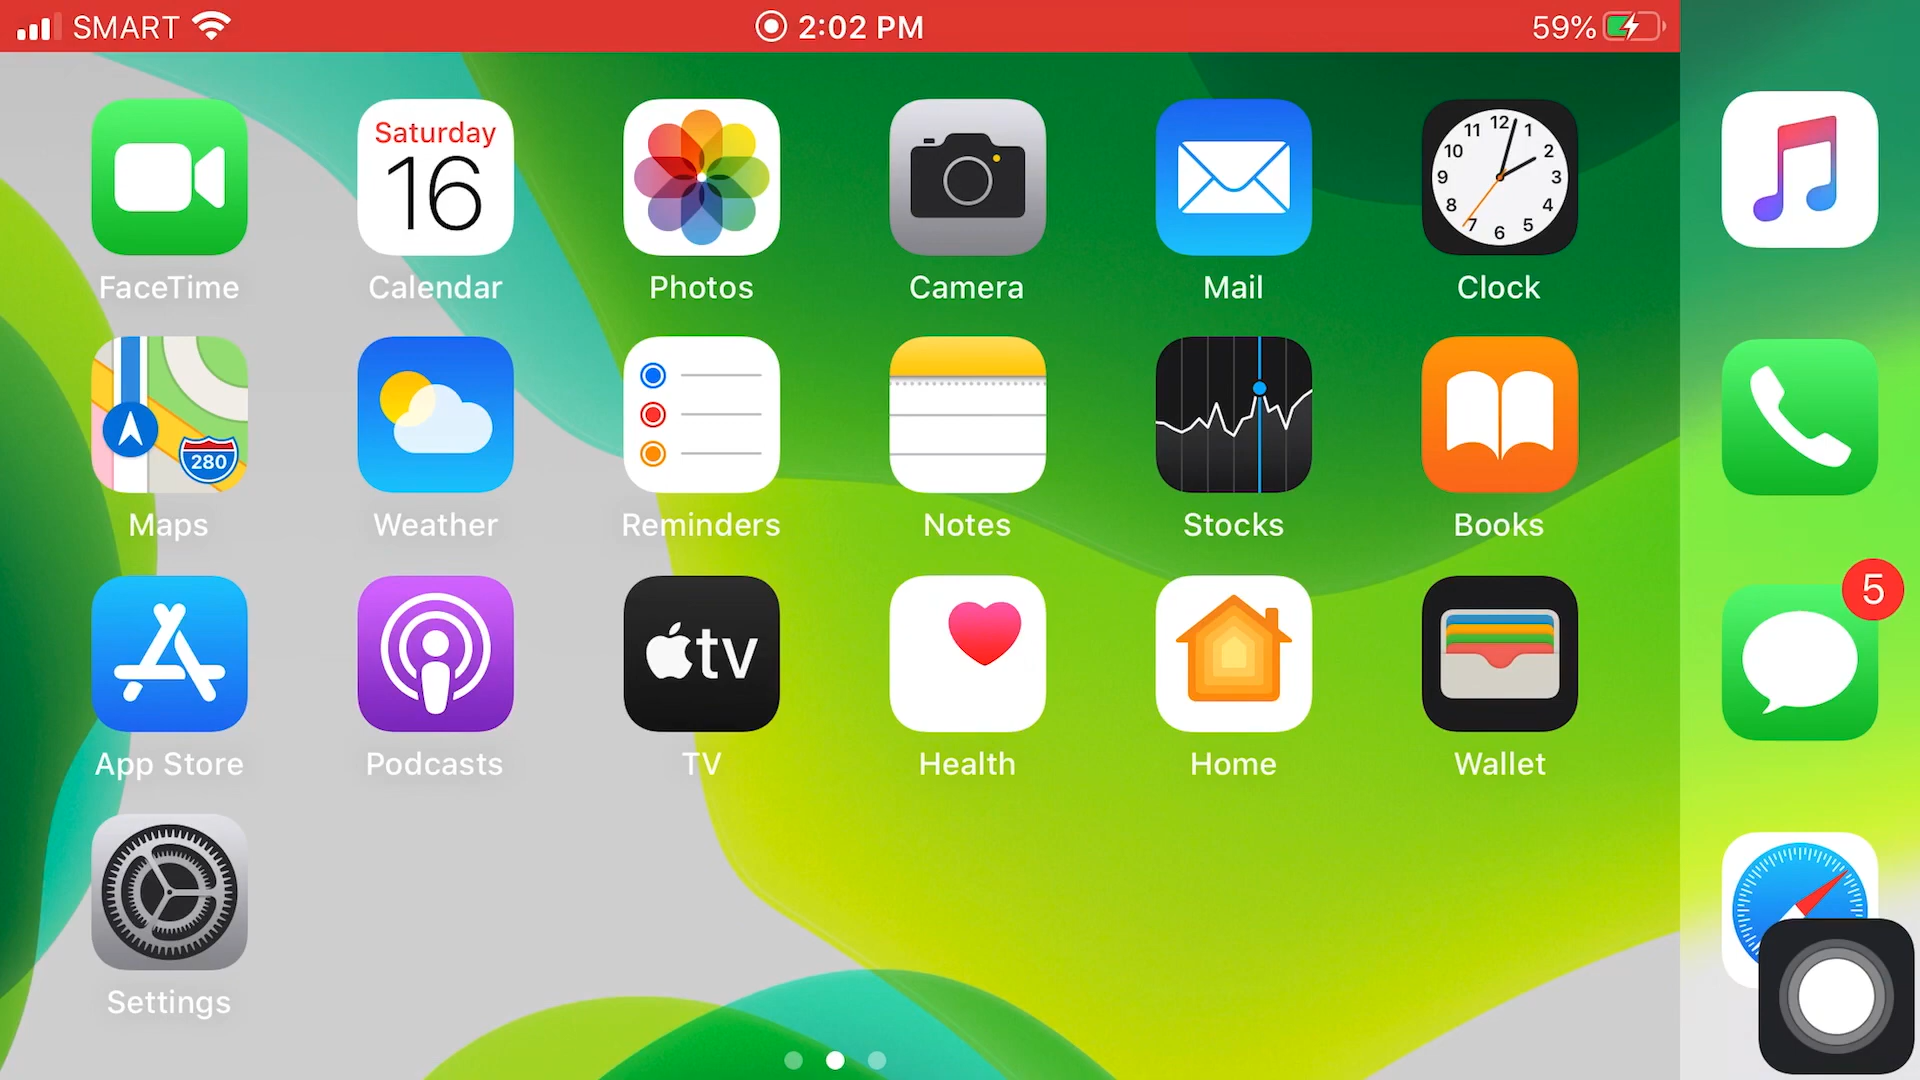 SMART 2:02 PM 59%
Saturday
16
12
11 1
10 2
9 3
8 4
7 5
6
FaceTime Calendar Photos Camera Mail Clock
280
Maps Weather Reminders Notes Stocks Books
tv
5
App Store Podcasts TV Health Home Wallet
Settings